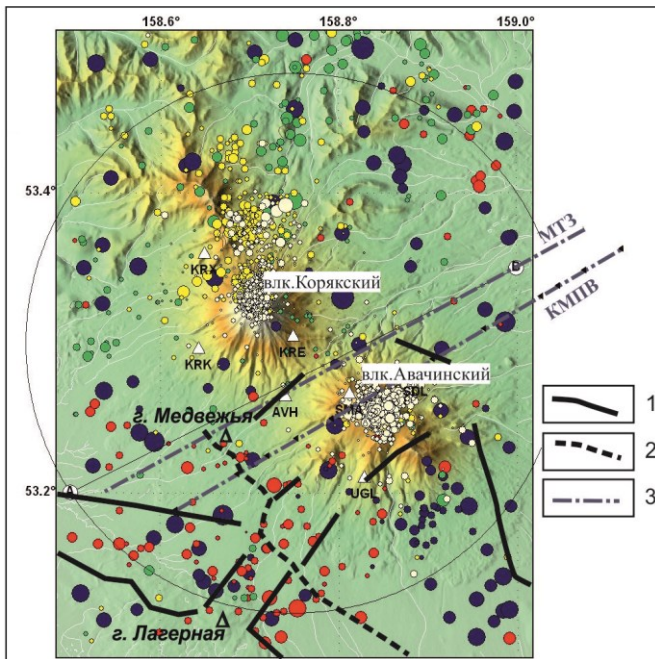 158.6° 158.8° 159.0°
53.4°
МТЗ
В
КМПВ
KRX
влк.Корякский
KRE
KRK
влк.Авачинский
SDL
SMA
AVH
г. Медвежья
53.2°
А
UGL
г. Лагерная
1
2
3